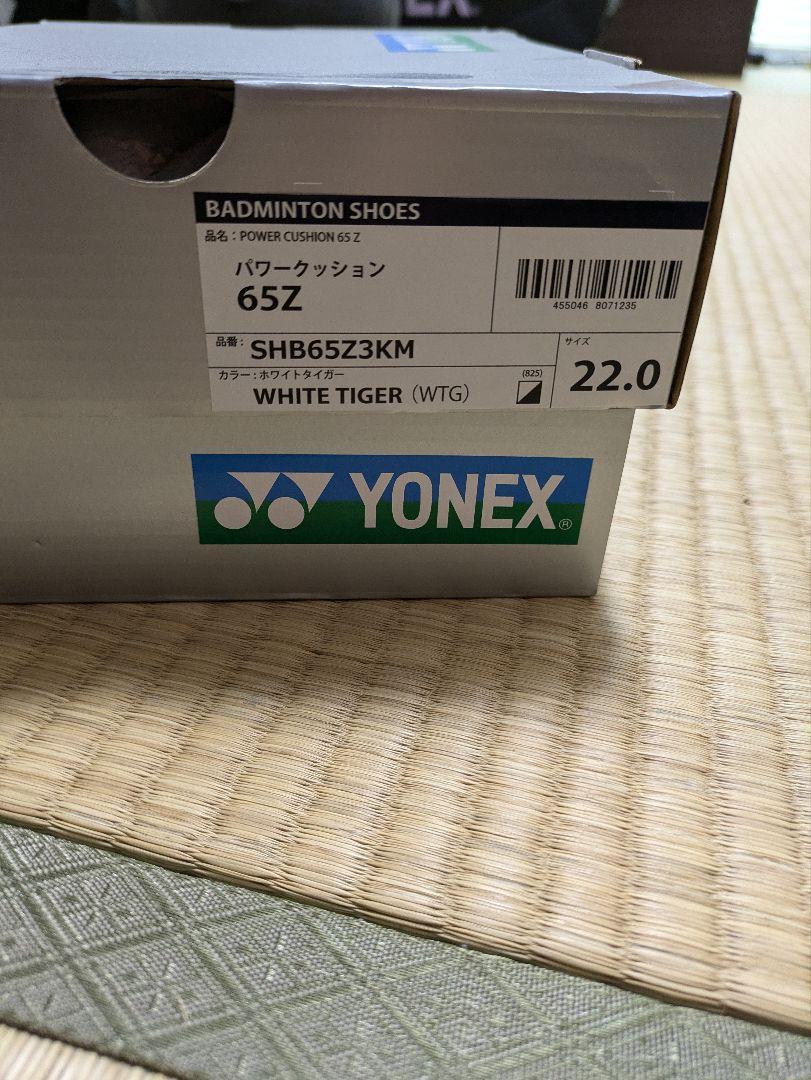 BADMINTON SHOES
品名：POWER CUSHION 65 Z
パワークッション
65Z
455046 8071235
品番：SHB65Z3KM
サイズ
22.0
カラー：ホワイトタイガー
(825)
WHITE TIGER (WTG)
YONEX®